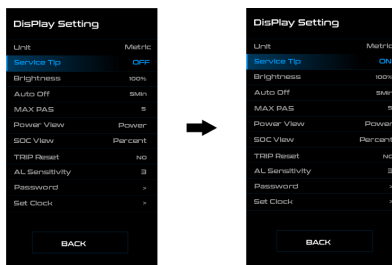 DisPlay Setting
Unit Metric
Service Tip OFF
Brightness 100%
Auto Off 5Min
MAX PAS 5
Power View Power
SOC View Percent
TRIP Reset NO
AL Sensitivity 3
Password >
Set Clock >
BACK
DisPlay Setting
Unit Metric
Service Tip ON
Brightness 100%
Auto Off 5Min
MAX PAS 5
Power View Power
SOC View Percent
TRIP Reset NO
AL Sensitivity 3
Password >
Set Clock >
BACK